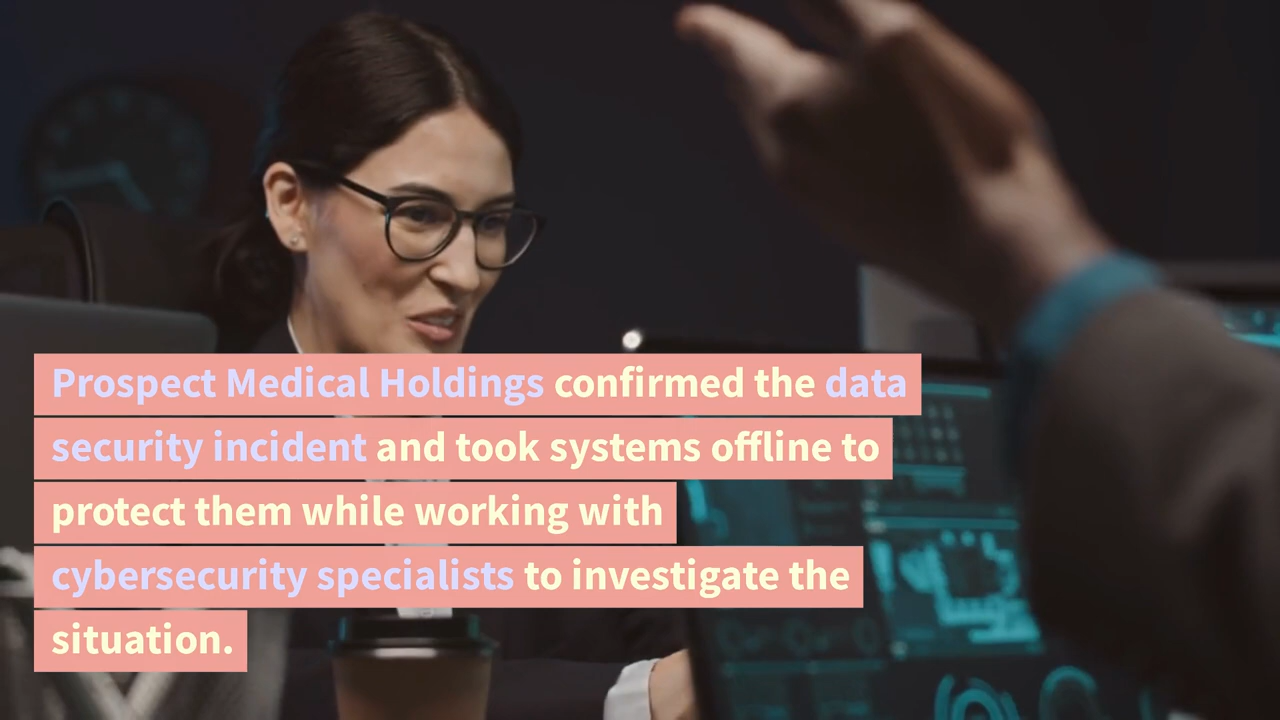 Prospect Medical Holdings confirmed the data
security incident and took systems offline to
protect them while working with
cybersecurity specialists to investigate the
situation.